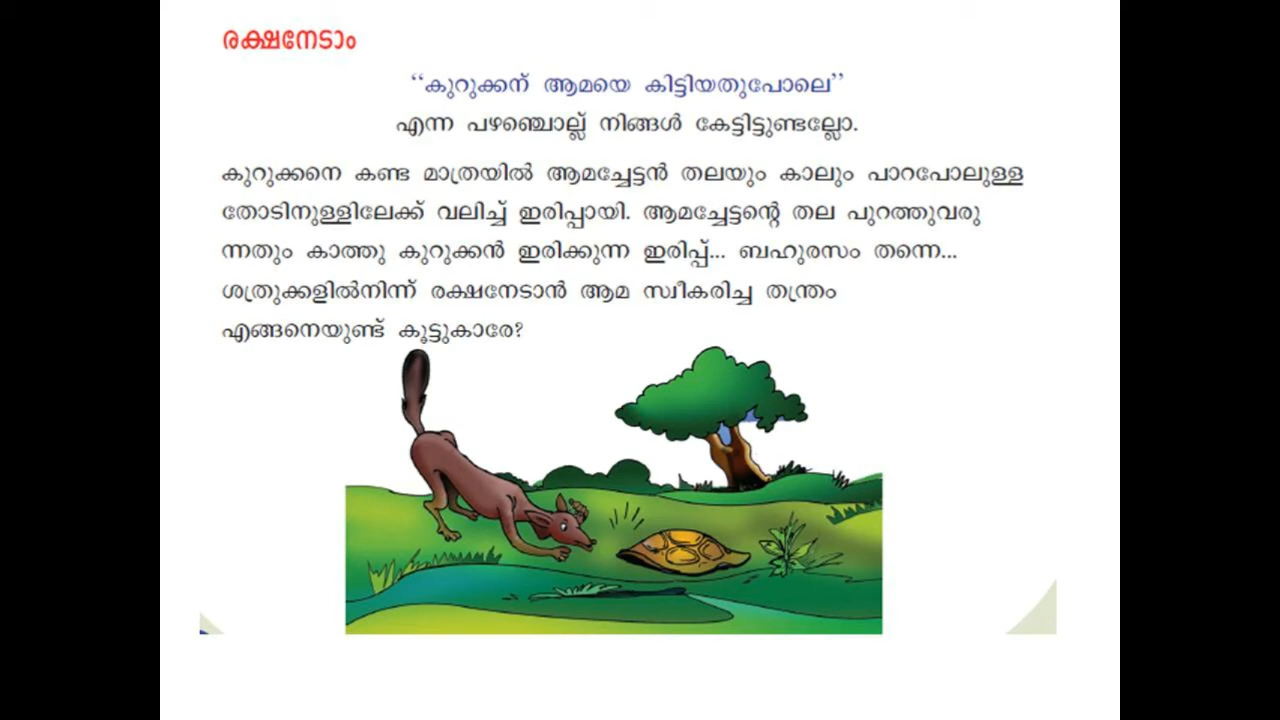 രക്ഷനേടാം
“കുറുക്കന് ആമയെ കിട്ടിയതുപോലെ”
എന്ന പഴഞ്ചൊല്ല് നിങ്ങൾ കേട്ടിട്ടുണ്ടല്ലോ.
കുറുക്കനെ കണ്ട മാത്രയിൽ ആമച്ചേട്ടൻ തലയും കാലും പാറപോലുള്ള
തോടിനുള്ളിലേക്ക് വലിച്ച് ഇരിപ്പായി. ആമച്ചേട്ടന്റെ തല പുറത്തുവരു
ന്നതും കാത്തു കുറുക്കൻ ഇരിക്കുന്ന ഇരിപ്പ്... ബഹുരസം തന്നെ...
ശത്രുക്കളിൽനിന്ന് രക്ഷനേടാൻ ആമ സ്വീകരിച്ച തന്ത്രം
എങ്ങനെയുണ്ട് കൂട്ടുകാരേ?